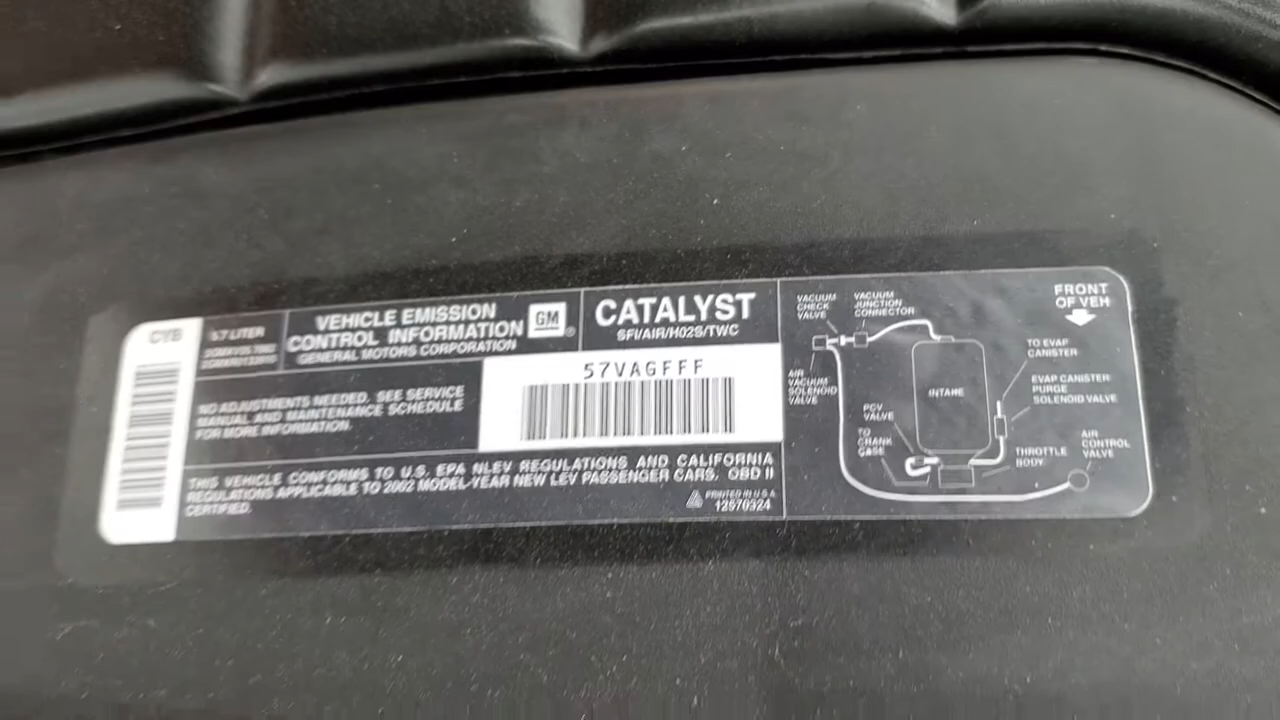 CYB
5.7 LITER
VEHICLE EMISSION
CONTROL INFORMATION
GENERAL MOTORS CORPORATION
GM
®
CATALYST
SFI/AIR/HO2S/TWC
57VAGFFF
NO ADJUSTMENTS NEEDED. SEE SERVICE
MANUAL AND MAINTENANCE SCHEDULE
FOR MORE INFORMATION.
THIS VEHICLE CONFORMS TO U.S. EPA NLEV REGULATIONS AND CALIFORNIA
REGULATIONS APPLICABLE TO 2002 MODEL-YEAR NEW LEV PASSENGER CARS. OBD II
CERTIFIED.
PRINTED IN U.S.A.
12570324
VACUUM
CHECK
VALVE
VACUUM
JUNCTION
CONNECTOR
FRONT
OF VEH
AIR
VACUUM
SOLENOID
VALVE
INTAKE
TO EVAP
CANISTER
EVAP CANISTER
PURGE
SOLENOID VALVE
PCV
VALVE
TO
CRANK
CASE
THROTTLE
BODY
AIR
CONTROL
VALVE